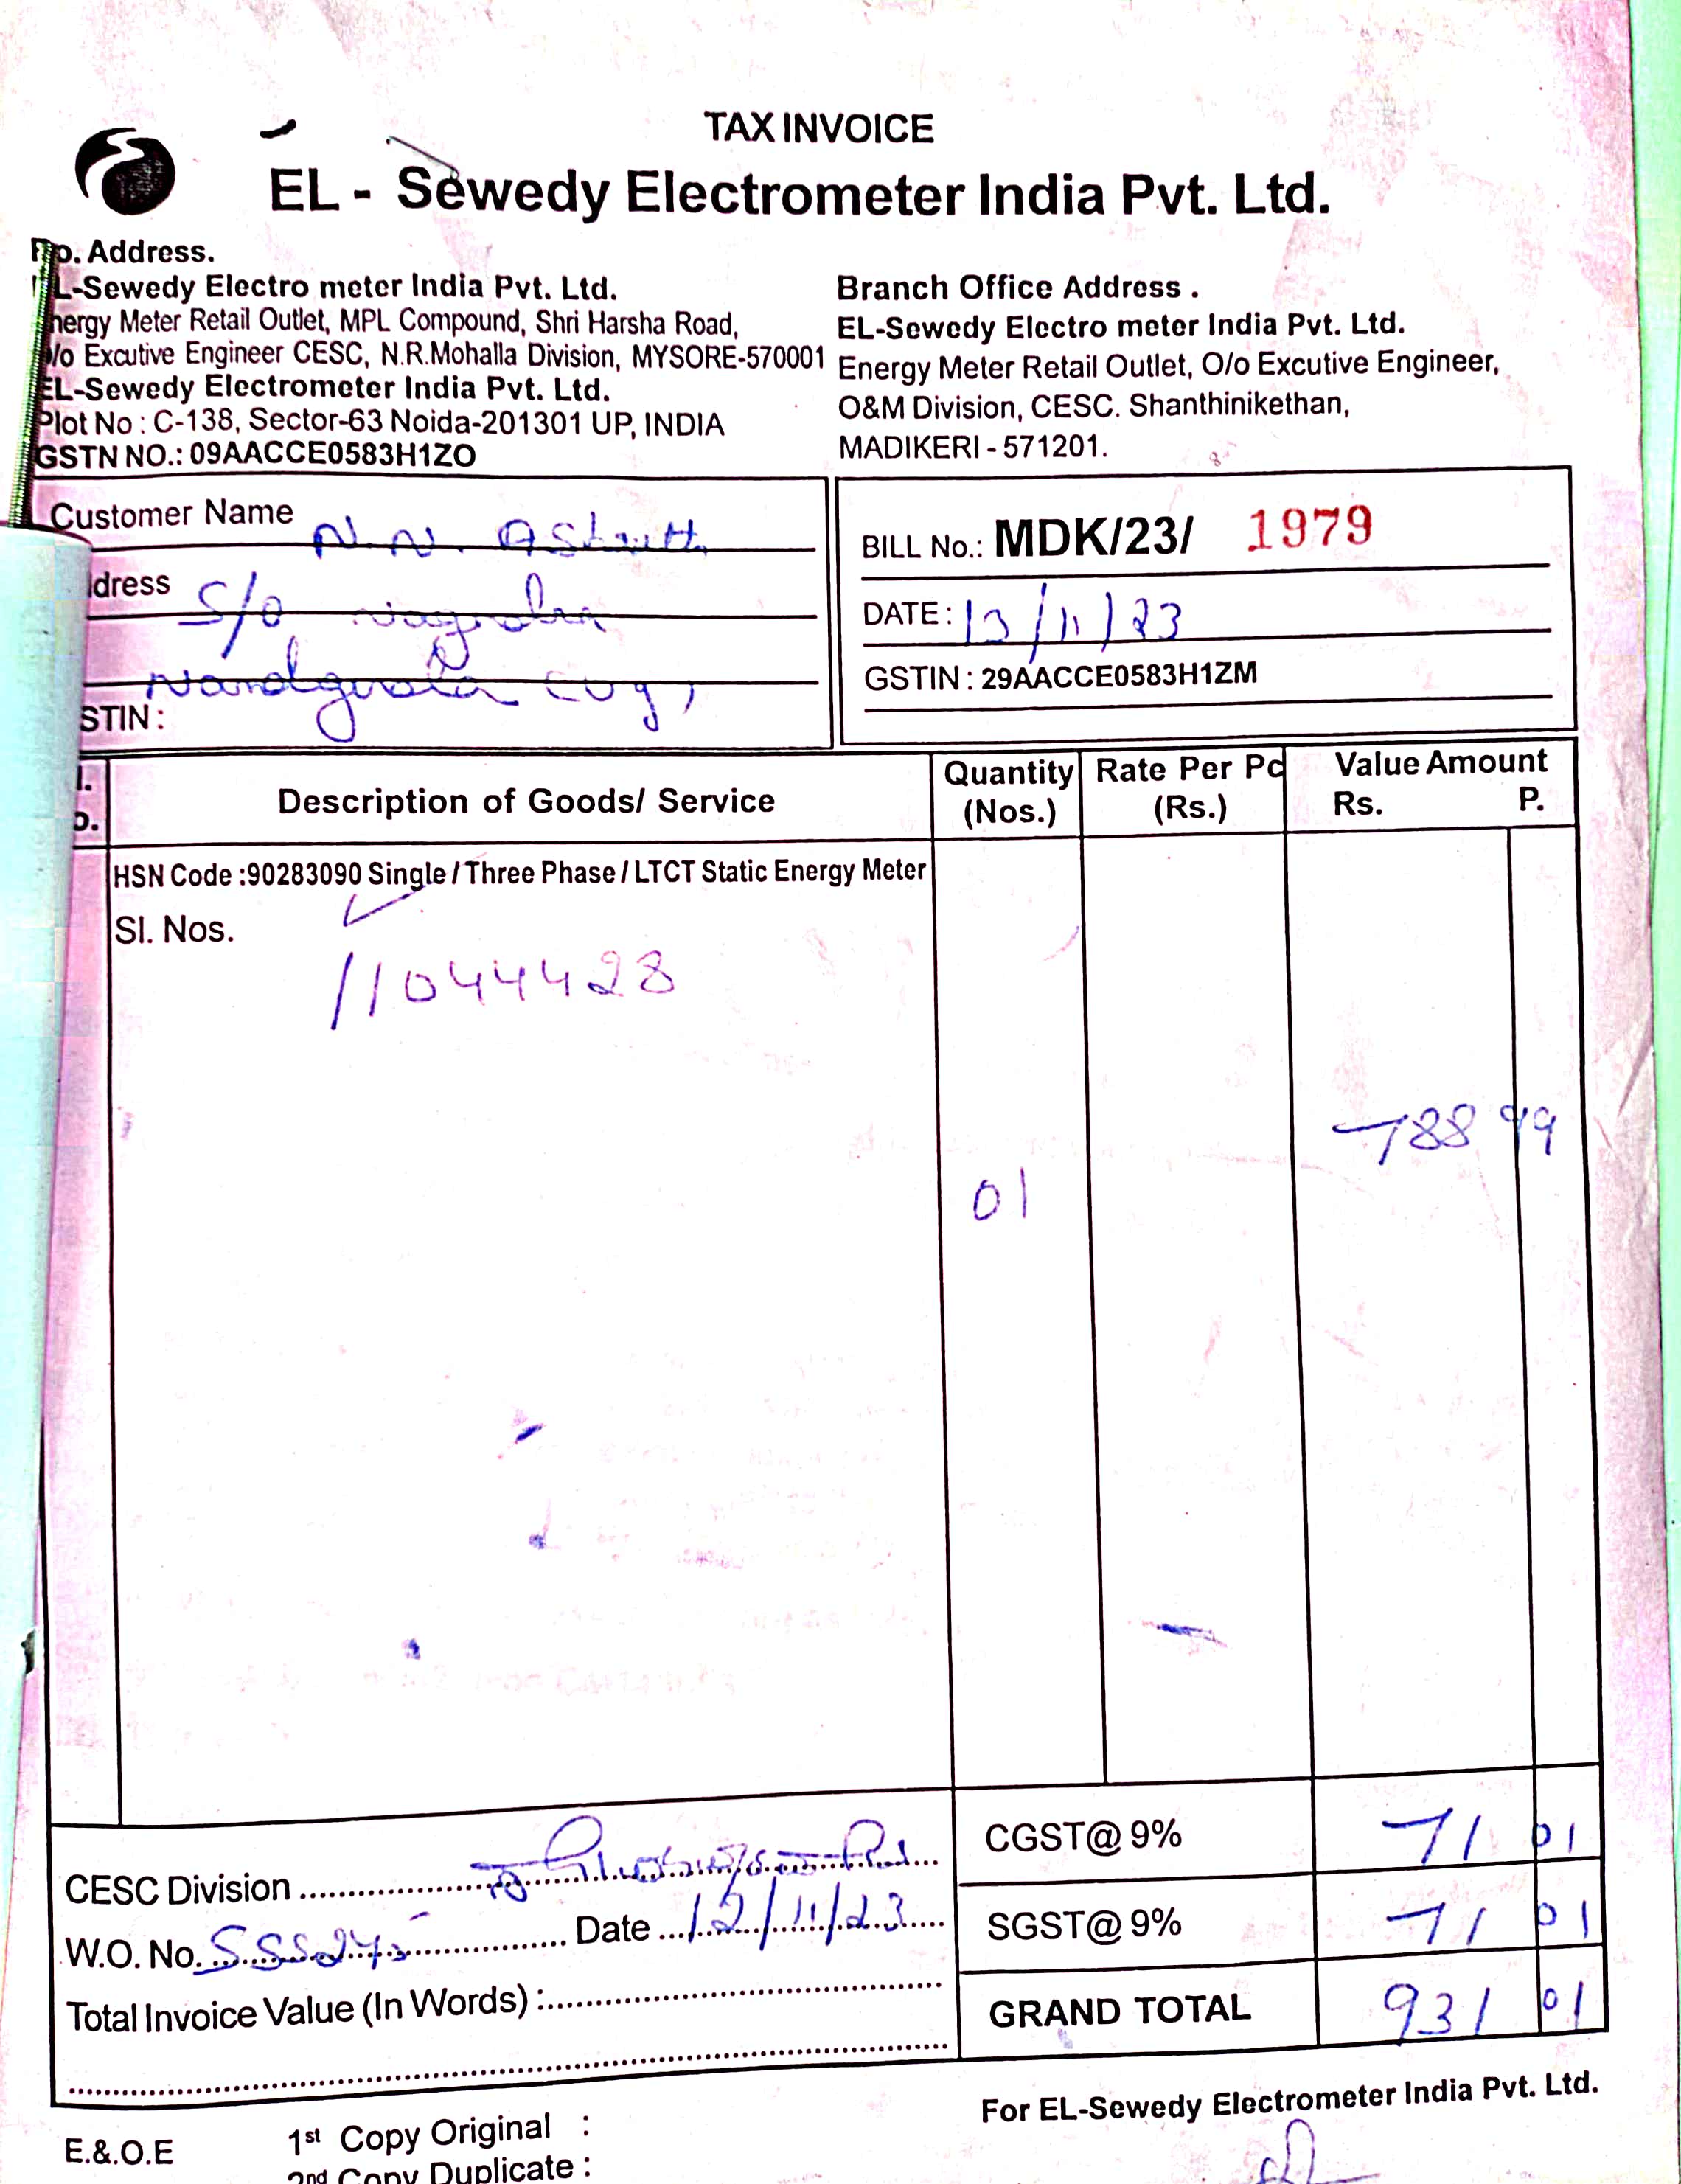 TAX INVOICE
EL - Sewedy Electrometer India Pvt. Ltd.
Address.
EL-Sewedy Electro meter India Pvt. Ltd.
Energy Meter Retail Outlet, MPL Compound, Shri Harsha Road,
O/o Excutive Engineer CESC, N.R.Mohalla Division, MYSORE-570001
EL-Sewedy Electrometer India Pvt. Ltd.
Plot No : C-138, Sector-63 Noida-201301 UP, INDIA
GSTN NO.: 09AACCE0583H1ZO
Branch Office Address .
EL-Sewedy Electro meter India Pvt. Ltd.
Energy Meter Retail Outlet, O/o Excutive Engineer,
O&M Division, CESC. Shanthinikethan,
MADIKERI - 571201.
Customer Name N. N.
dress S/o
STIN :
BILL No.: MDK/23/ 1979
DATE : 13/11/23
GSTIN : 29AACCE0583H1ZM
Description of Goods/ Service
Quantity (Nos.)
Rate Per Pc (Rs.)
Value Amount
Rs. P.
HSN Code :90283090 Single / Three Phase / LTCT Static Energy Meter
Sl. Nos.
11044428
788 99
01
CESC Division
W.O. No. Date 12/11/23
Total Invoice Value (In Words) :
CGST@ 9% 71 01
SGST@ 9% 71 01
GRAND TOTAL 931 01
For EL-Sewedy Electrometer India Pvt. Ltd.
E.&.O.E
1st Copy Original :
2nd Copy Duplicate :